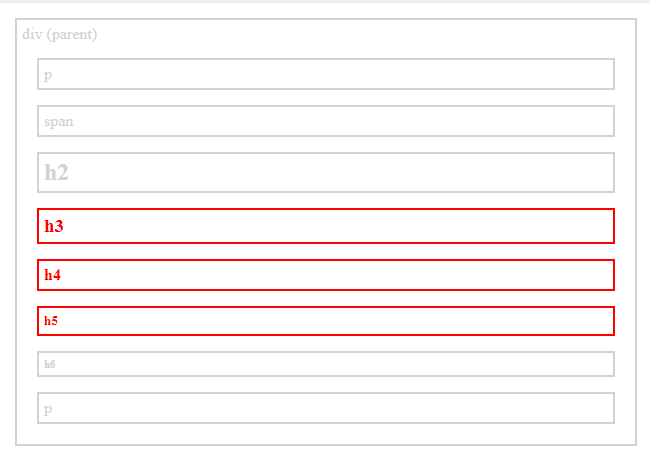 div (parent)
p
span
h2
h3
h4
h5
h6
p